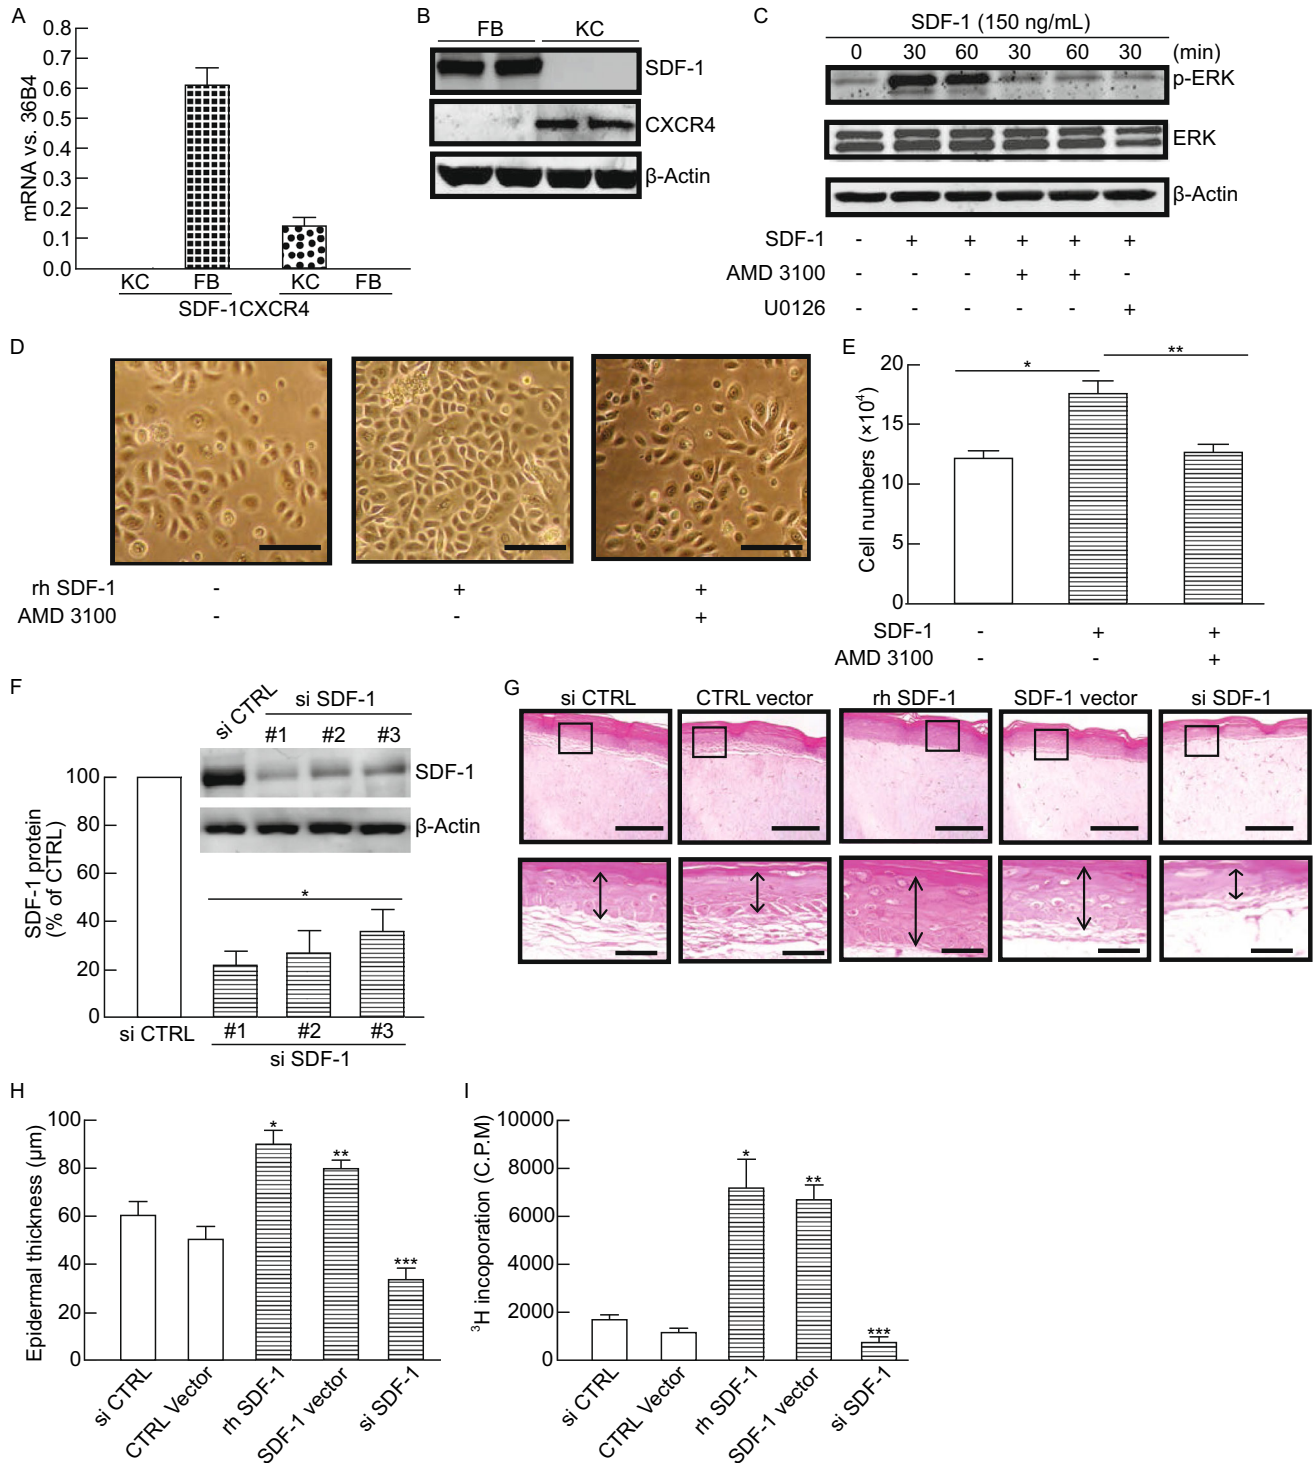 A
mRNA vs. 36B4
0.8
0.7
0.6
0.5
0.4
0.3
0.2
0.1
0.0
KC FB KC FB
SDF-1CXCR4
B
FB KC
SDF-1
CXCR4
β-Actin
C
SDF-1 (150 ng/mL)
0 30 60 30 60 30 (min)
p-ERK
ERK
β-Actin
SDF-1 - + + + + +
AMD 3100 - - - + + -
U0126 - - - - - +
D
rh SDF-1 - + +
AMD 3100 - - +
E
Cell numbers (×10⁴)
20
15
10
5
0
* **
SDF-1 - + +
AMD 3100 - - +
F
si CTRL
si SDF-1
#1 #2 #3
SDF-1
β-Actin
SDF-1 protein
(% of CTRL)
100
80
60
40
20
0
*
si CTRL #1 #2 #3
si SDF-1
G
si CTRL CTRL vector rh SDF-1 SDF-1 vector si SDF-1
H
Epidermal thickness (μm)
100
80
60
40
20
0
* ** ***
si CTRL
CTRL Vector
rh SDF-1
SDF-1 vector
si SDF-1
I
³H incoporation (C.P.M)
10000
8000
6000
4000
2000
0
* ** ***
si CTRL
CTRL Vector
rh SDF-1
SDF-1 vector
si SDF-1